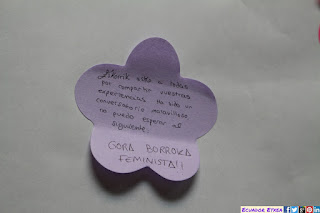 Eskerrik asko a todas
por compartir vuestras
experiencias. Ha sido un
conversatorio maravilloso
no puedo esperar al
siguiente.
GORA BORROKA
FEMINISTA!!
ECUADOR ETXEA